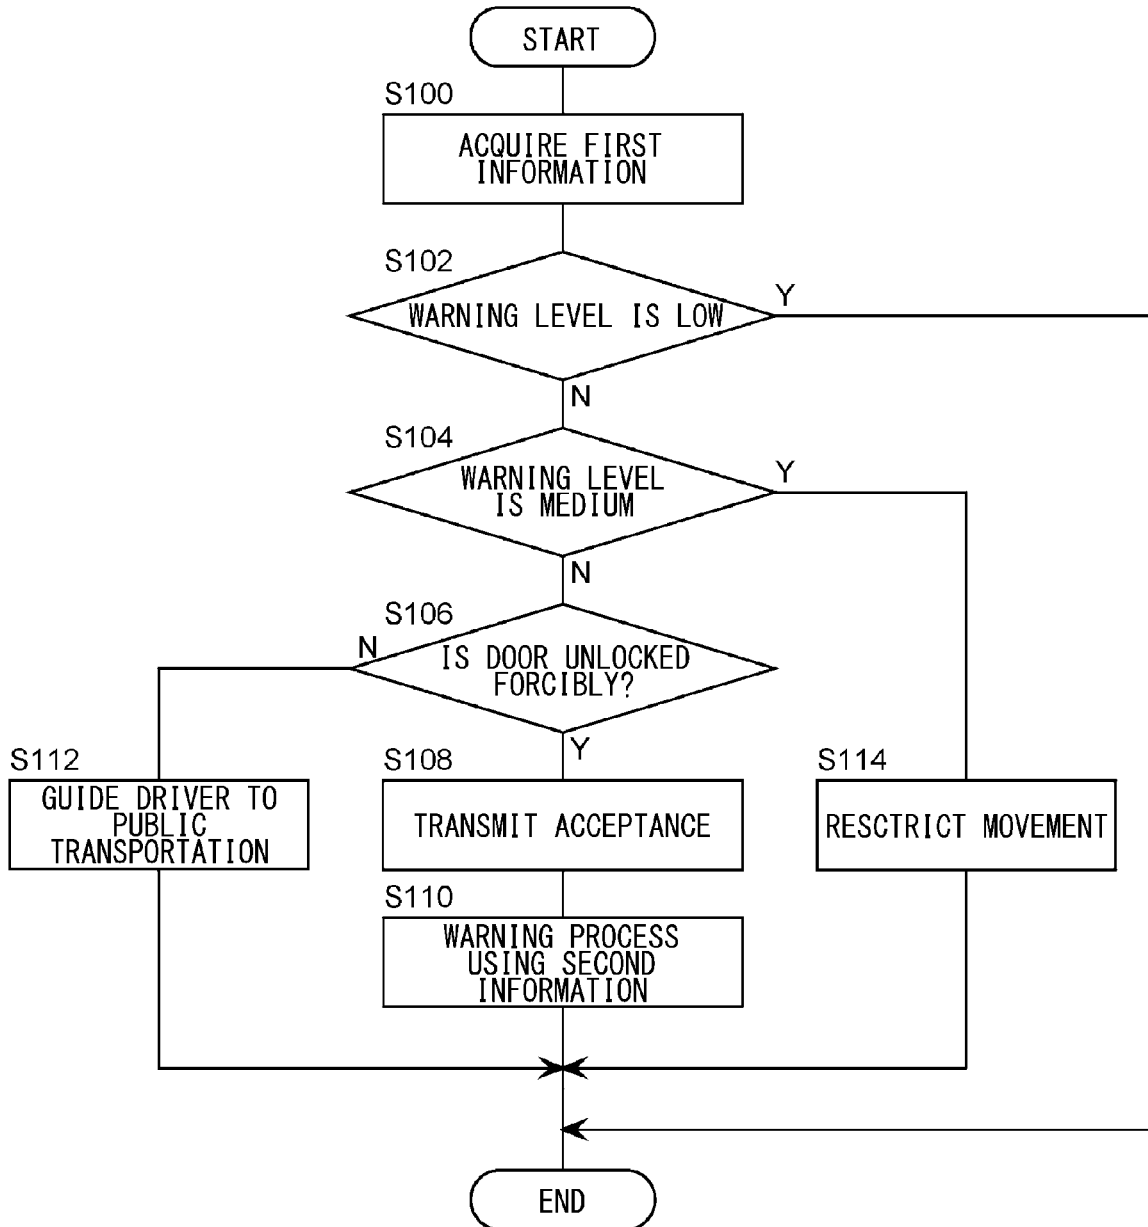 START
S100
ACQUIRE FIRST
INFORMATION
S102
WARNING LEVEL IS LOW
Y
N
S104
WARNING LEVEL
IS MEDIUM
Y
N
S106
IS DOOR UNLOCKED
FORCIBLY?
N
Y
S112
GUIDE DRIVER TO
PUBLIC
TRANSPORTATION
S108
TRANSMIT ACCEPTANCE
S114
RESCTRICT MOVEMENT
S110
WARNING PROCESS
USING SECOND
INFORMATION
END